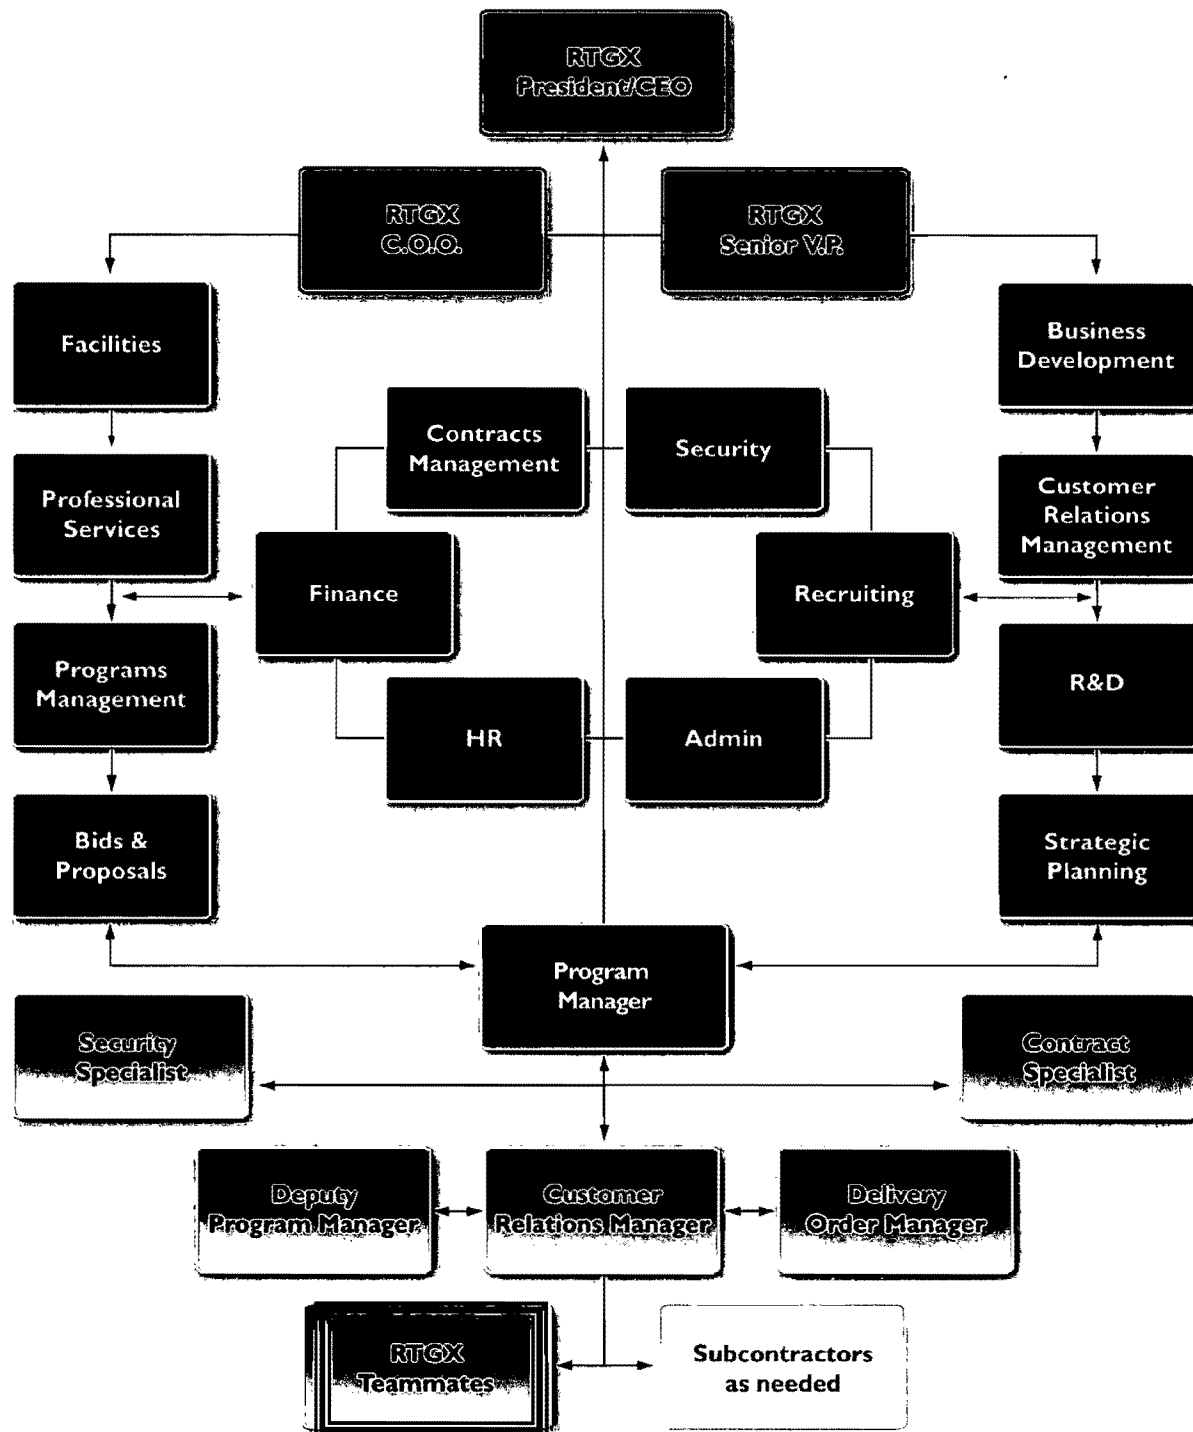 RTGX
President/CEO
RTGX
C.O.O.
RTGX
Senior V.P.
Facilities
Business
Development
Contracts
Management
Security
Professional
Services
Customer
Relations
Management
Finance
Recruiting
Programs
Management
R&D
HR
Admin
Bids &
Proposals
Strategic
Planning
Program
Manager
Security
Specialist
Contract
Specialist
Deputy
Program Manager
Customer
Relations Manager
Delivery
Order Manager
RTGX
Teammates
Subcontractors
as needed